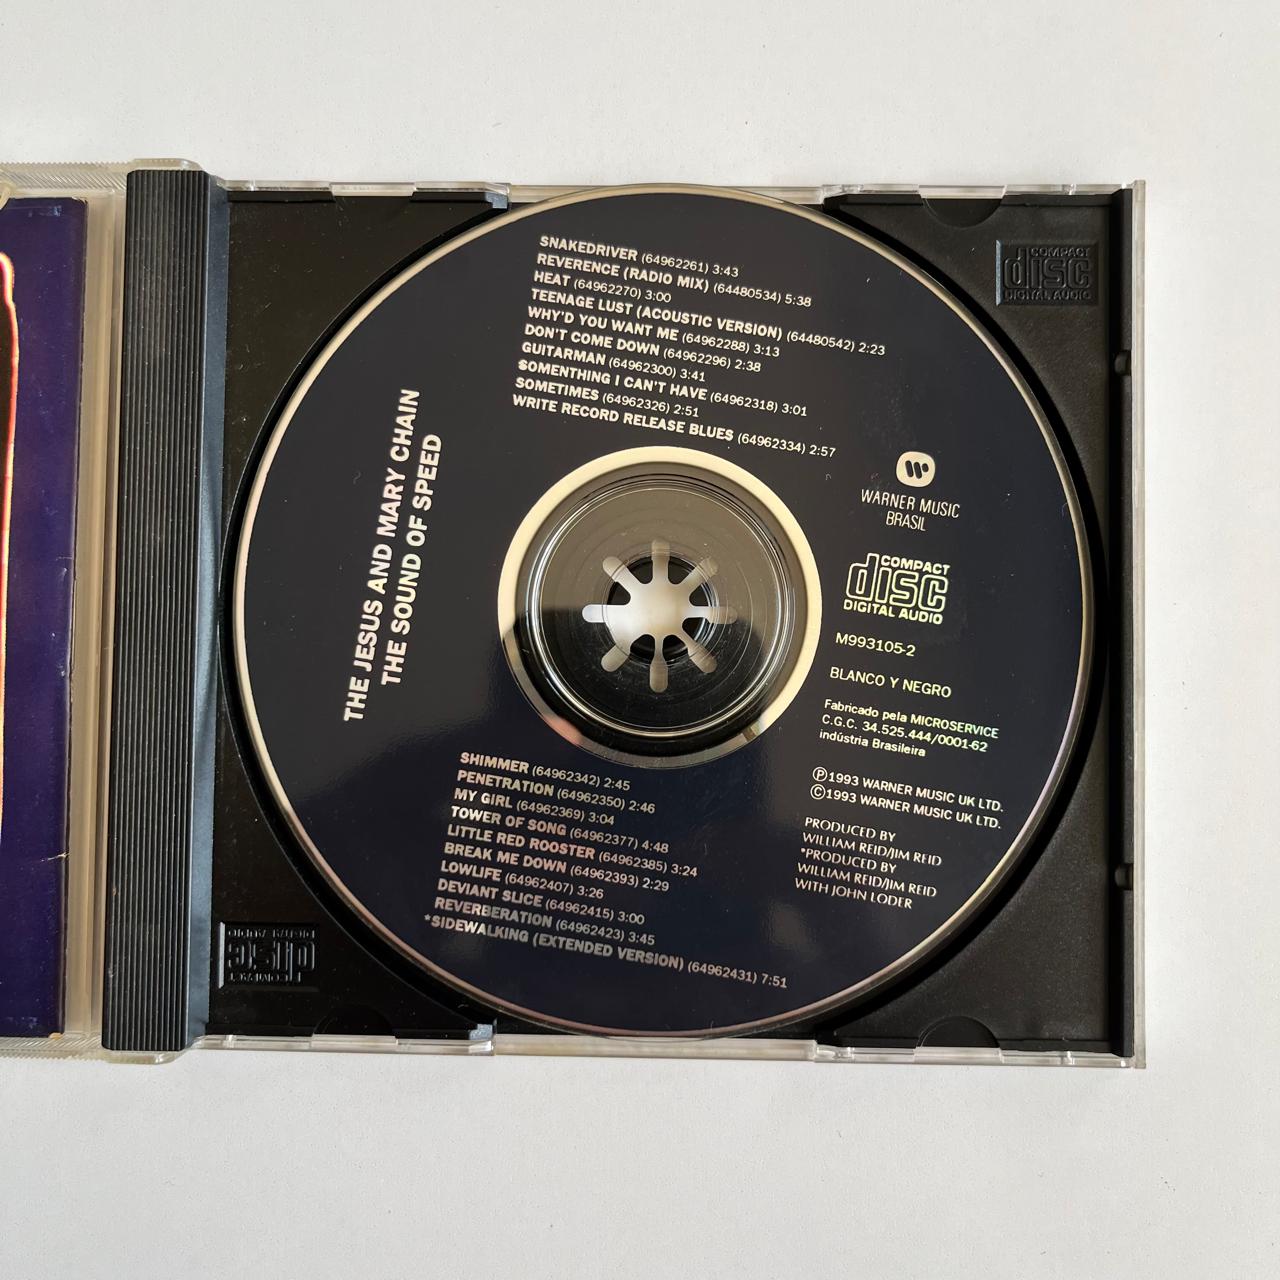 SNAKEDRIVER (64962261) 3:43
REVERENCE (RADIO MIX) (64480534) 5:38
HEAT (64962270) 3:00
TEENAGE LUST (ACOUSTIC VERSION) (64480542) 2:23
WHY'D YOU WANT ME (64962288) 3:13
DON'T COME DOWN (64962296) 2:38
GUITARMAN (64962300) 3:41
SOMENTHING I CAN'T HAVE (64962318) 3:01
SOMETIMES (64962326) 2:51
WRITE RECORD RELEASE BLUES (64962334) 2:57
THE JESUS AND MARY CHAIN
THE SOUND OF SPEED
W
WARNER MUSIC
BRASIL
COMPACT
disc
DIGITAL AUDIO
M993105-2
BLANCO Y NEGRO
Fabricado pela MICROSERVICE
C.G.C. 34.525.444/0001-62
indústria Brasileira
Ⓟ1993 WARNER MUSIC UK LTD.
©1993 WARNER MUSIC UK LTD.
PRODUCED BY
WILLIAM REID/JIM REID
*PRODUCED BY
WILLIAM REID/JIM REID
WITH JOHN LODER
SHIMMER (64962342) 2:45
PENETRATION (64962350) 2:46
MY GIRL (64962369) 3:04
TOWER OF SONG (64962377) 4:48
LITTLE RED ROOSTER (64962385) 3:24
BREAK ME DOWN (64962393) 2:29
LOWLIFE (64962407) 3:26
DEVIANT SLICE (64962415) 3:00
REVERBERATION (64962423) 3:45
*SIDEWALKING (EXTENDED VERSION) (64962431) 7:51
COMPACT
disc
DIGITAL AUDIO
COMPACT
disc
DIGITAL AUDIO